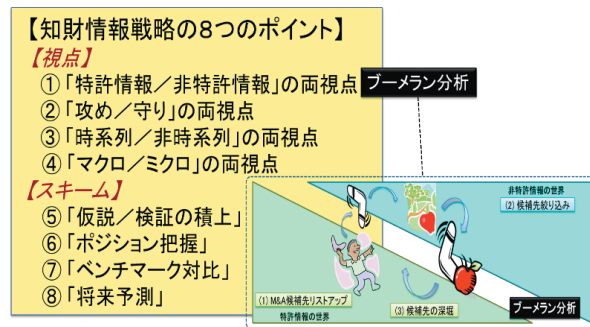 【知財情報戦略の8つのポイント】
【視点】
①「特許情報／非特許情報」の両視点
ブーメラン分析
②「攻め／守り」の両視点
③「時系列／非時系列」の両視点
④「マクロ／ミクロ」の両視点
【スキーム】
⑤「仮説／検証の積上」
⑥「ポジション把握」
⑦「ベンチマーク対比」
⑧「将来予測」
非特許情報の世界
(2) 候補先絞り込み
(1) M&A候補先リストアップ
特許情報の世界
(3) 候補先の深堀
ブーメラン分析